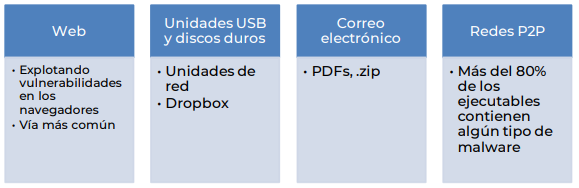 Web
• Explotando
vulnerabilidades
en los
navegadores
• Vía más común
Unidades USB
y discos duros
• Unidades de
red
• Dropbox
Correo
electrónico
• PDFs, .zip
Redes P2P
• Más del 80%
de los
ejecutables
contienen
algún tipo de
malware